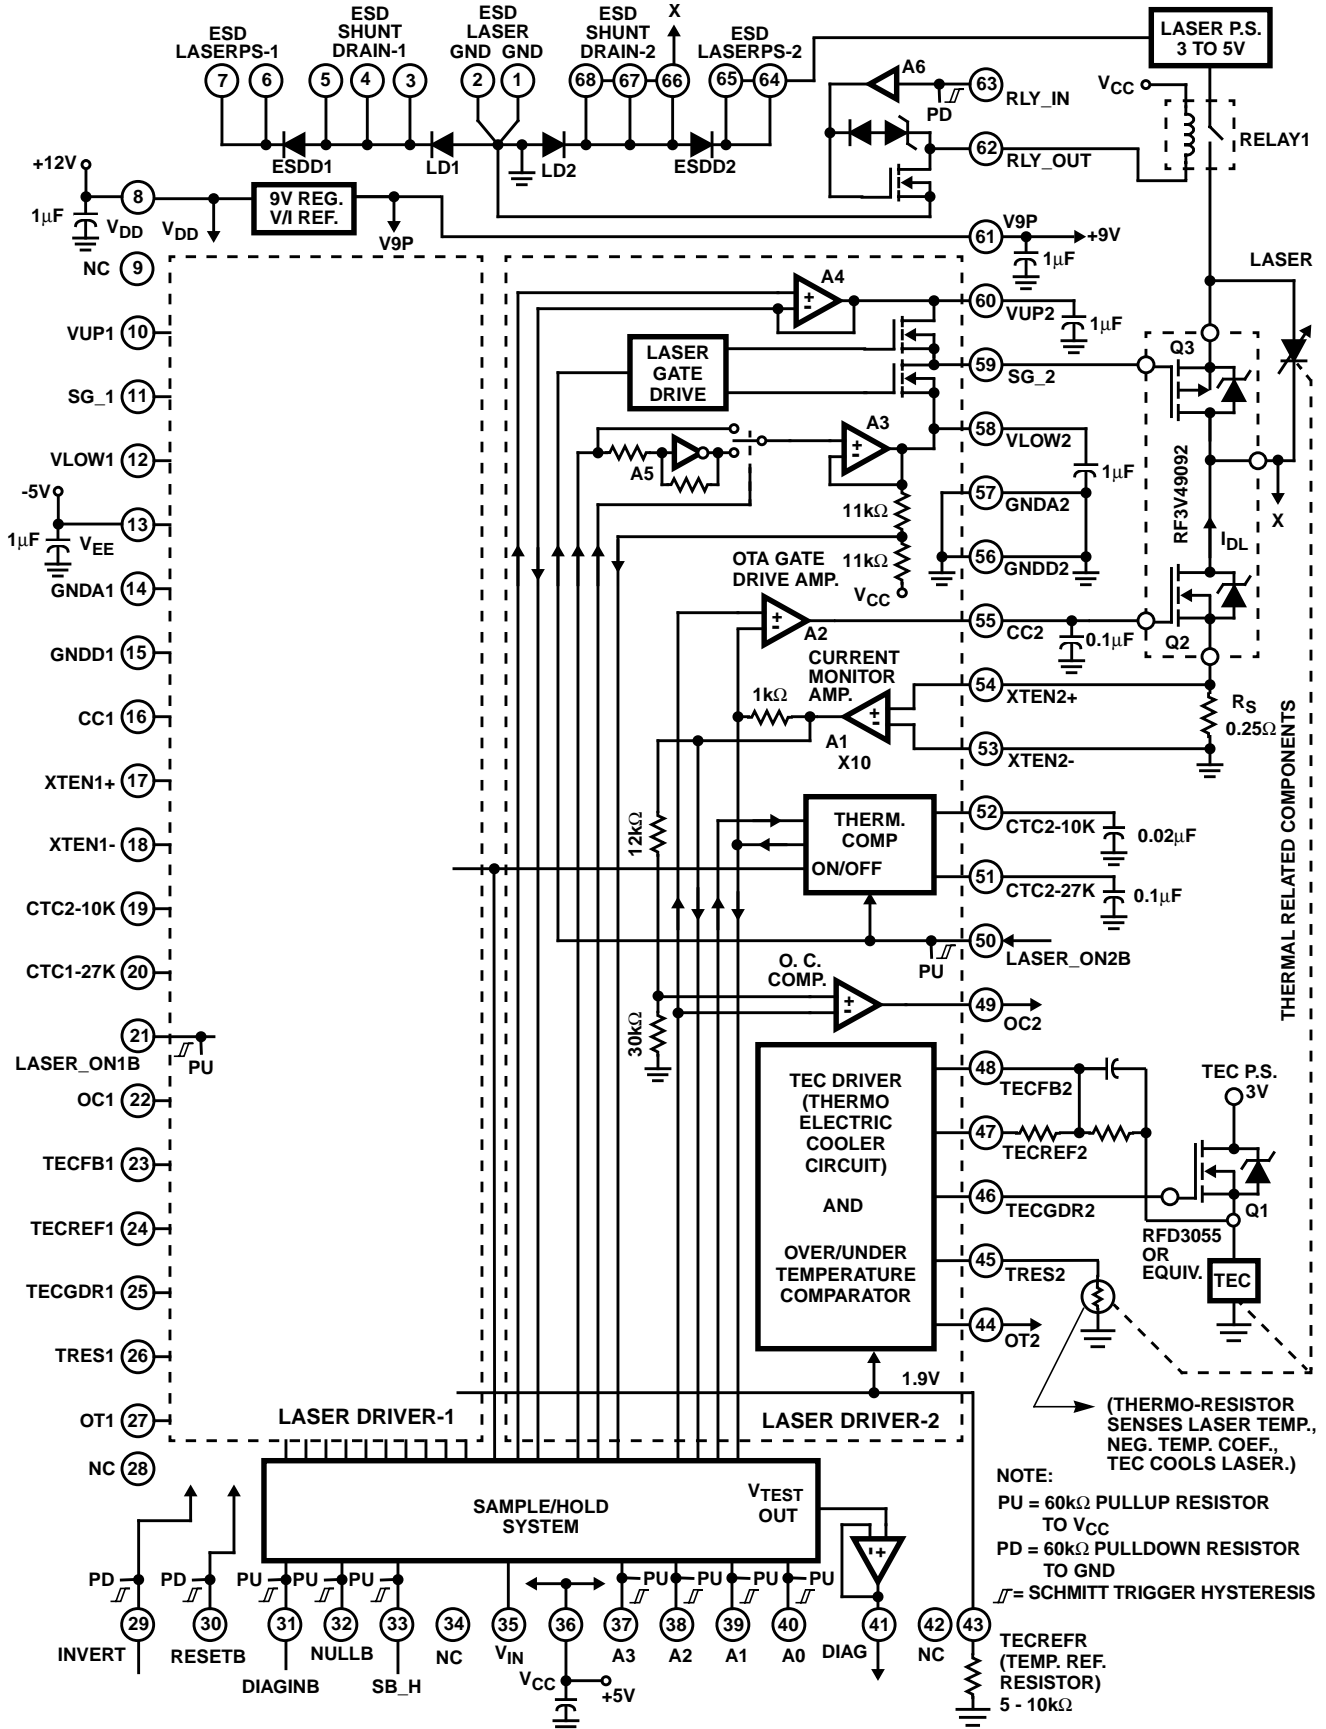 ESD
LASERPS-1
ESD
SHUNT
DRAIN-1
ESD
LASER
GND GND
ESD
SHUNT
DRAIN-2
X
ESD
LASERPS-2
LASER P.S.
3 TO 5V
7 6 5 4 3 2 1 68 67 66 65 64
A6
63
RLY_IN
PD
VCC
RELAY1
ESDD1
LD1
LD2
ESDD2
62
RLY_OUT
+12V
8
1μF
VDD
VDD
9V REG.
V/I REF.
V9P
61
V9P
+9V
1μF
NC 9
LASER
VUP1 10
A4
60
VUP2
1μF
LASER
GATE
DRIVE
59
SG_2
Q3
SG_1 11
A3
58
VLOW2
1μF
VLOW1 12
A5
RF3V49092
-5V
13
1μF
VEE
11kΩ
57
GNDA2
X
IDL
OTA GATE
DRIVE AMP.
11kΩ
VCC
56
GNDD2
GNDA1 14
A2
55
CC2
0.1μF
Q2
GNDD1 15
CURRENT
MONITOR
AMP.
1kΩ
54
XTEN2+
RS
0.25Ω
CC1 16
A1
X10
53
XTEN2-
XTEN1+ 17
THERMAL RELATED COMPONENTS
12kΩ
THERM.
COMP
ON/OFF
52
CTC2-10K
0.02μF
XTEN1- 18
51
CTC2-27K
0.1μF
CTC2-10K 19
50
LASER_ON2B
PU
CTC1-27K 20
O. C.
COMP.
49
OC2
30kΩ
21
LASER_ON1B
PU
TEC DRIVER
(THERMO
ELECTRIC
COOLER
CIRCUIT)
AND
OVER/UNDER
TEMPERATURE
COMPARATOR
48
TECFB2
TEC P.S.
3V
OC1 22
47
TECREF2
TECFB1 23
46
TECGDR2
Q1
RFD3055
OR
EQUIV.
TEC
TECREF1 24
45
TRES2
TECGDR1 25
44
OT2
TRES1 26
1.9V
OT1 27
LASER DRIVER-1
LASER DRIVER-2
(THERMO-RESISTOR
SENSES LASER TEMP.,
NEG. TEMP. COEF.,
TEC COOLS LASER.)
NC 28
SAMPLE/HOLD
SYSTEM
VTEST
OUT
NOTE:
PU = 60kΩ PULLUP RESISTOR
TO VCC
PD = 60kΩ PULLDOWN RESISTOR
TO GND
= SCHMITT TRIGGER HYSTERESIS
PD PD PU PU PU PU PU PU
29 30 31 32 33 34 35 36 37 38 39 40 41 42 43
INVERT
RESETB
DIAGINB
NULLB
SB_H
NC
VIN
VCC
+5V
A3
A2
A1
A0
DIAG
NC
TECREFR
(TEMP. REF.
RESISTOR)
5 - 10kΩ